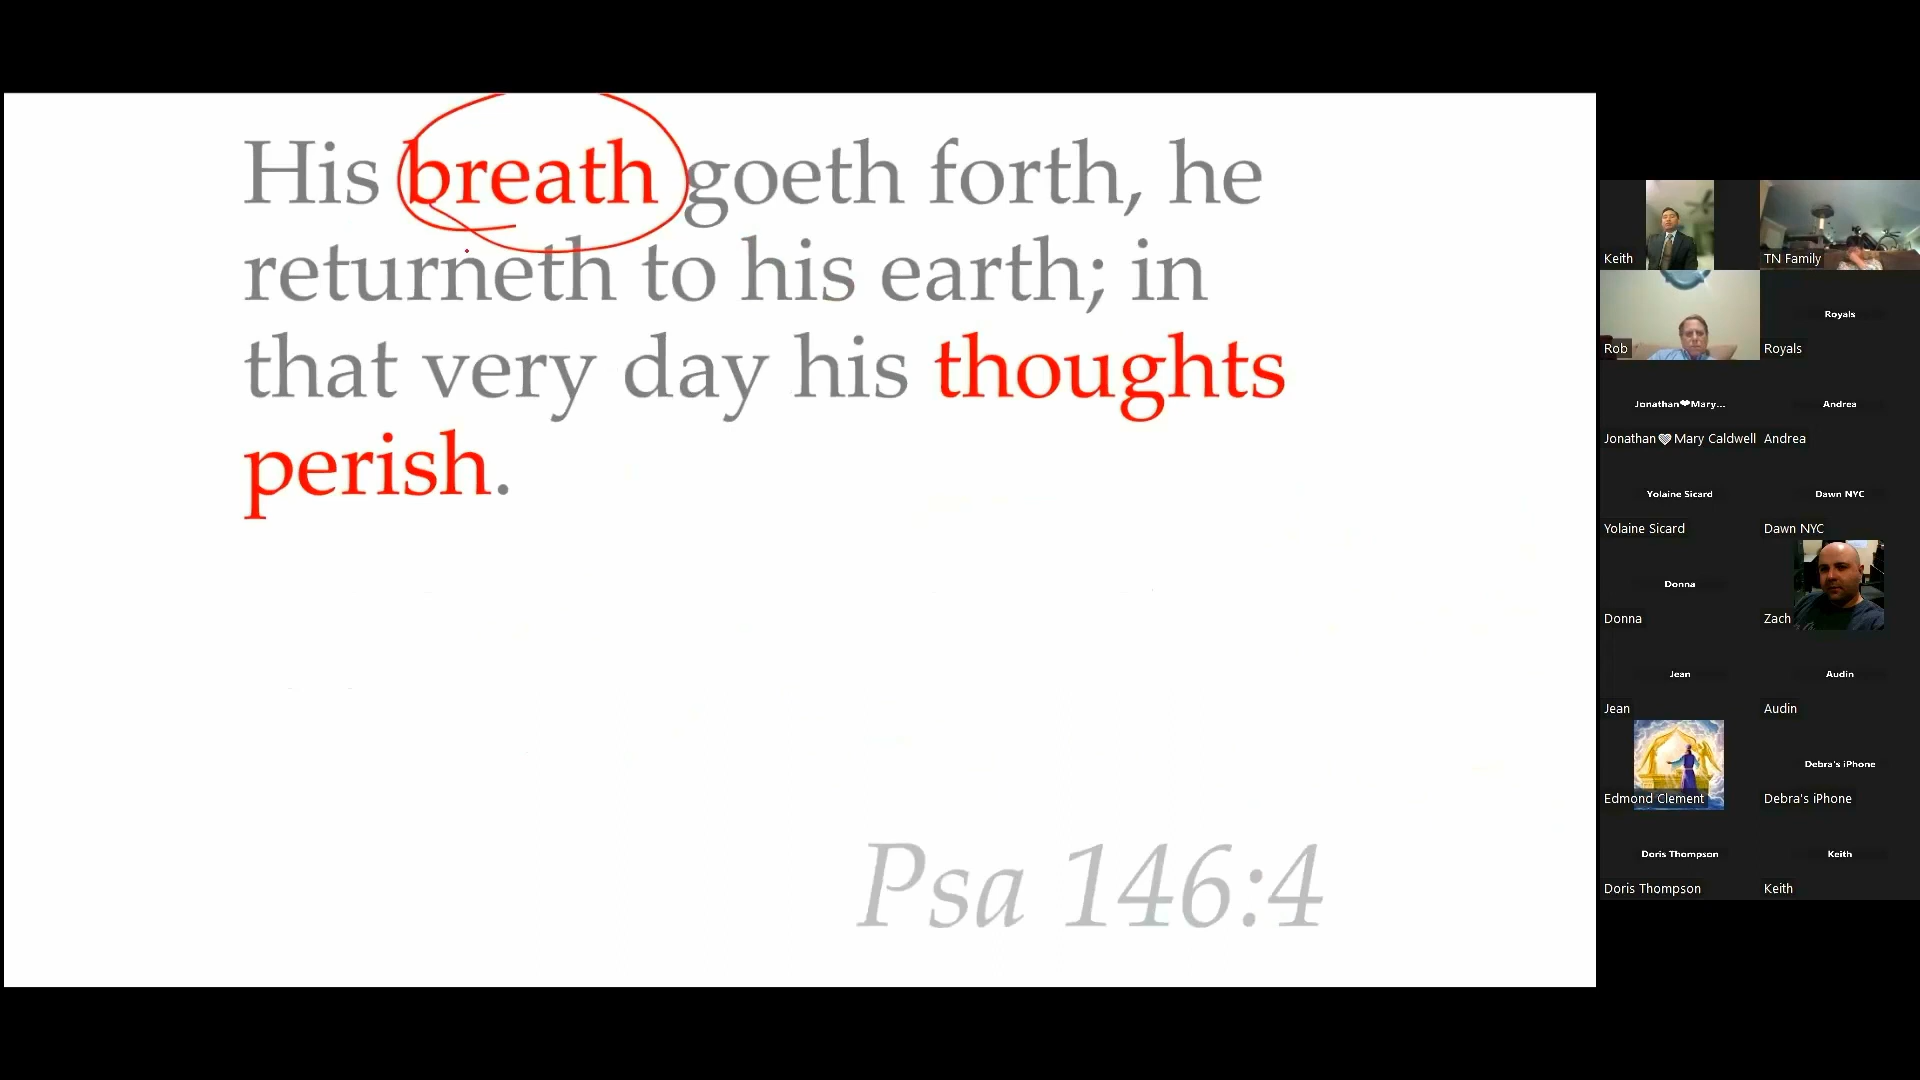 His breath goeth forth, he
returneth to his earth; in
that very day his thoughts
perish.
Psa 146:4
Keith
TN Family
Rob
Royals
Royals
Jonathan❤Mary...
Jonathan🤍Mary Caldwell
Andrea
Andrea
Yolaine Sicard
Yolaine Sicard
Dawn NYC
Dawn NYC
Donna
Donna
Zach
Jean
Jean
Audin
Audin
Edmond Clement
Debra's iPhone
Debra's iPhone
Doris Thompson
Doris Thompson
Keith
Keith